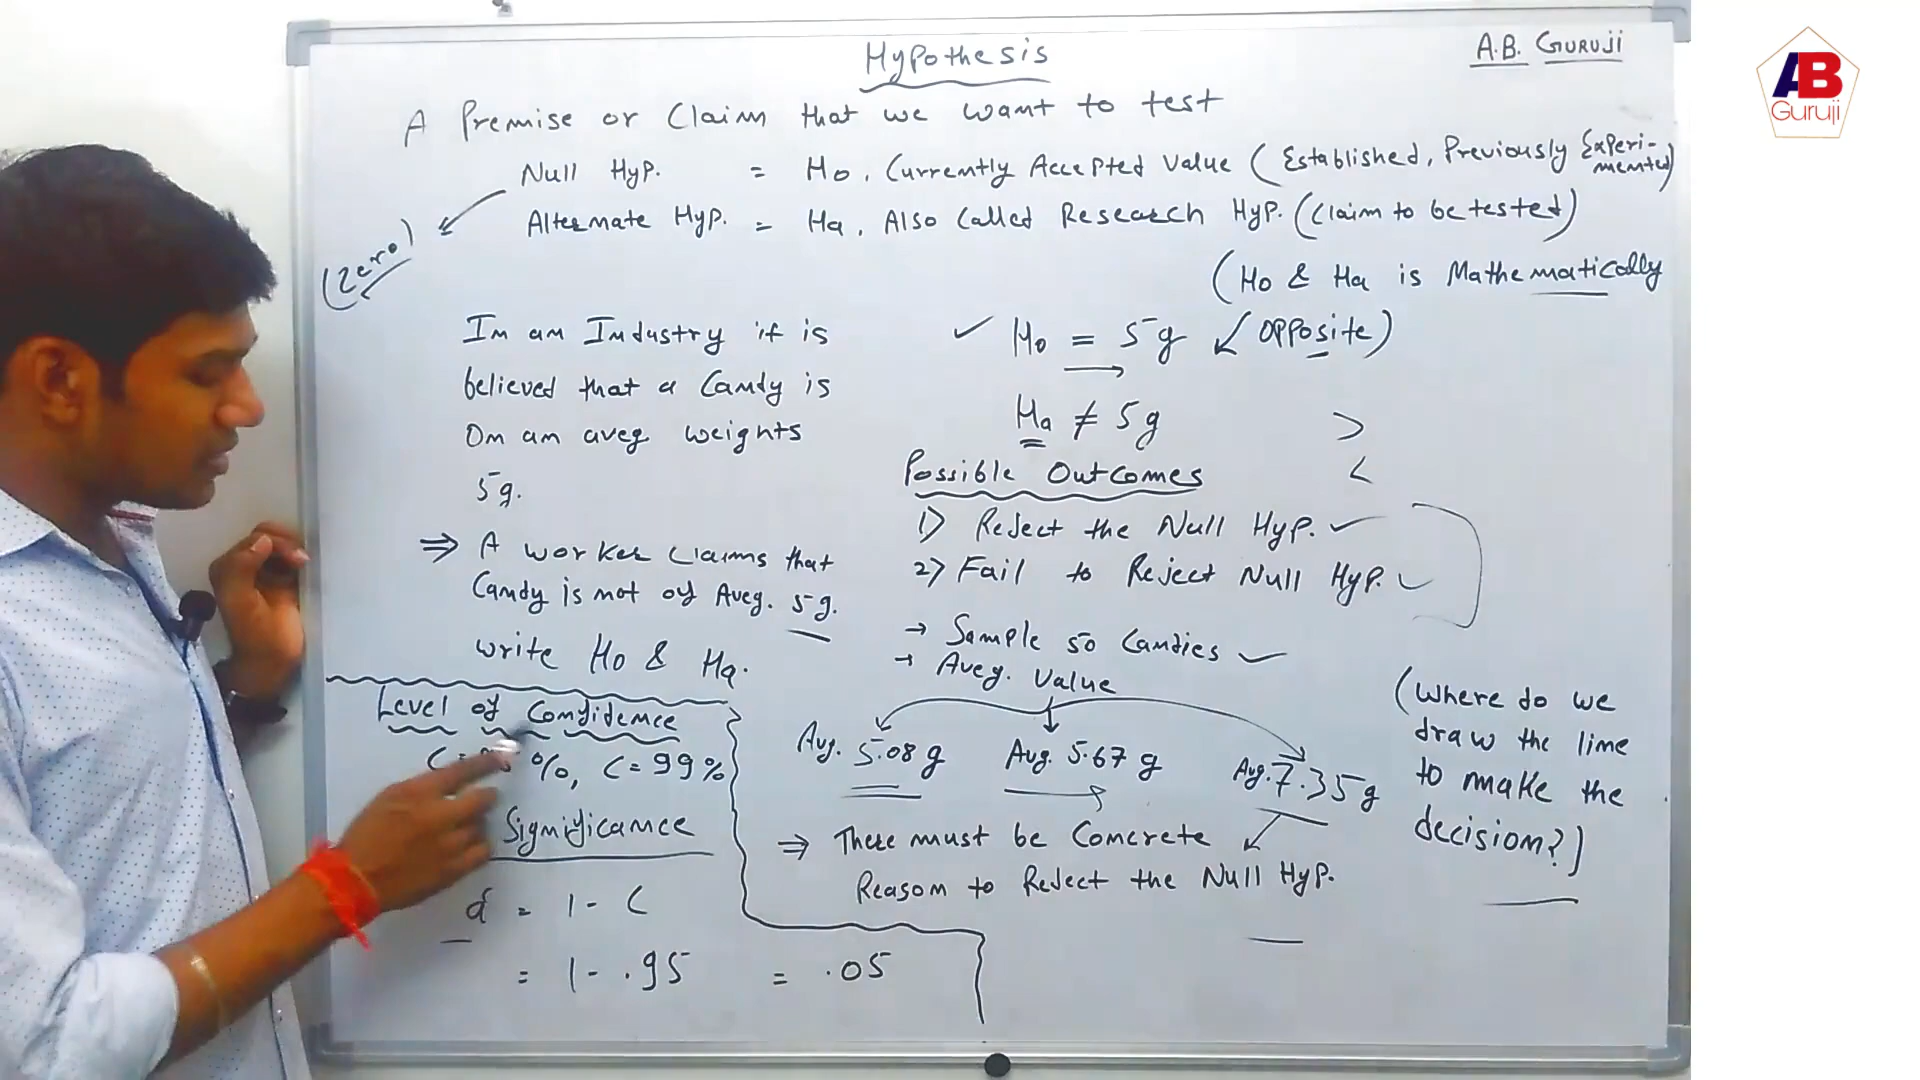 Hypothesis
A.B. GURUJI
AB
Guruji
A Premise or Claim that we want to test
Null Hyp. = Ho, Currently Accepted Value (Established, Previously Experi-
mented)
Alternate Hyp. = Ha, Also Called Research Hyp. (Claim to be tested)
(Zero)
(Ho & Ha is Mathematically
Opposite)
In an Industry if is
believed that a Candy is
On an aveg weights
5g.
✓ Ho = 5g
Ha ≠ 5g
>
<
⇒ A worker Claims that
Candy is not of Aveg. 5g.
write Ho & Ha.
Possible Outcomes
1) Reject the Null Hyp. ✓
2) Fail to Reject Null Hyp. ✓
→ Sample 50 Candies ✓
→ Aveg. Value
Avg. 5.08 g
Avg. 5.67 g
Avg. 7.35g
⇒ There must be Concrete
Reason to Reject the Null Hyp.
(Where do we
draw the line
to make the
decision?)
Level of Confidence
C= 5%, C= 99%
Significance
α = 1 - C
= 1 - .95 = .05